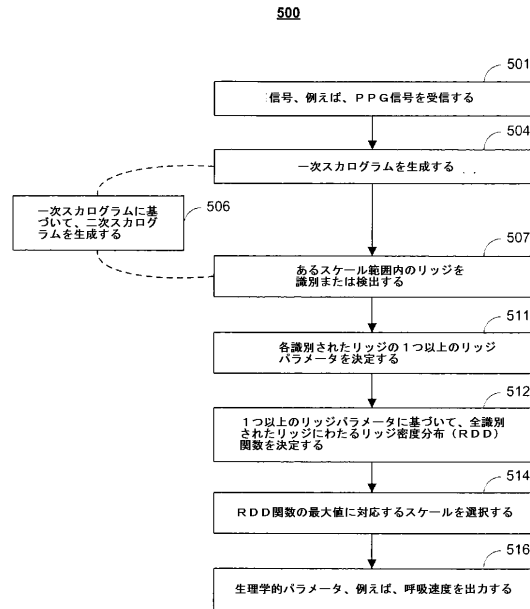 500
501
信号、例えば、PPG信号を受信する
504
一次スカログラムを生成する
506
一次スカログラムに基
づいて、二次スカログ
ラムを生成する
507
あるスケール範囲内のリッジを
識別または検出する
511
各識別されたリッジの1つ以上のリッジ
パラメータを決定する
512
1つ以上のリッジパラメータに基づいて、全識別
されたリッジにわたるリッジ密度分布(RDD)
関数を決定する
514
RDD関数の最大値に対応するスケールを選択する
516
生理学的パラメータ、例えば、呼吸速度を出力する